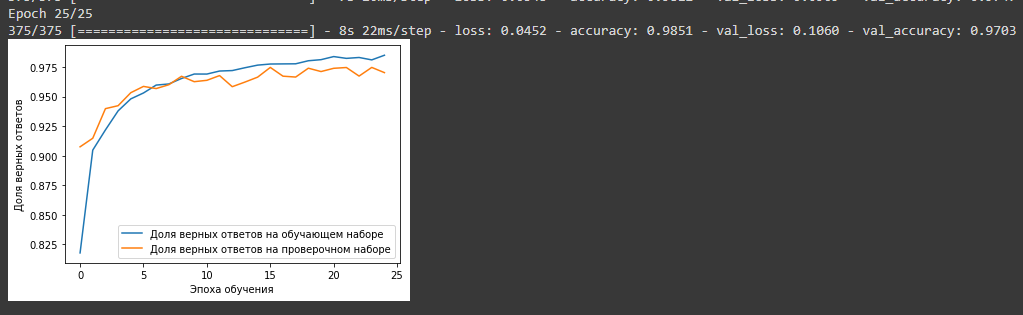 Epoch 25/25
375/375 [==============================] - 8s 22ms/step - loss: 0.0452 - accuracy: 0.9851 - val_loss: 0.1060 - val_accuracy: 0.9703
0.975
0.950
0.925
0.900
0.875
0.850
0.825
Доля верных ответов
Доля верных ответов на обучающем наборе
Доля верных ответов на проверочном наборе
0 5 10 15 20 25
Эпоха обучения